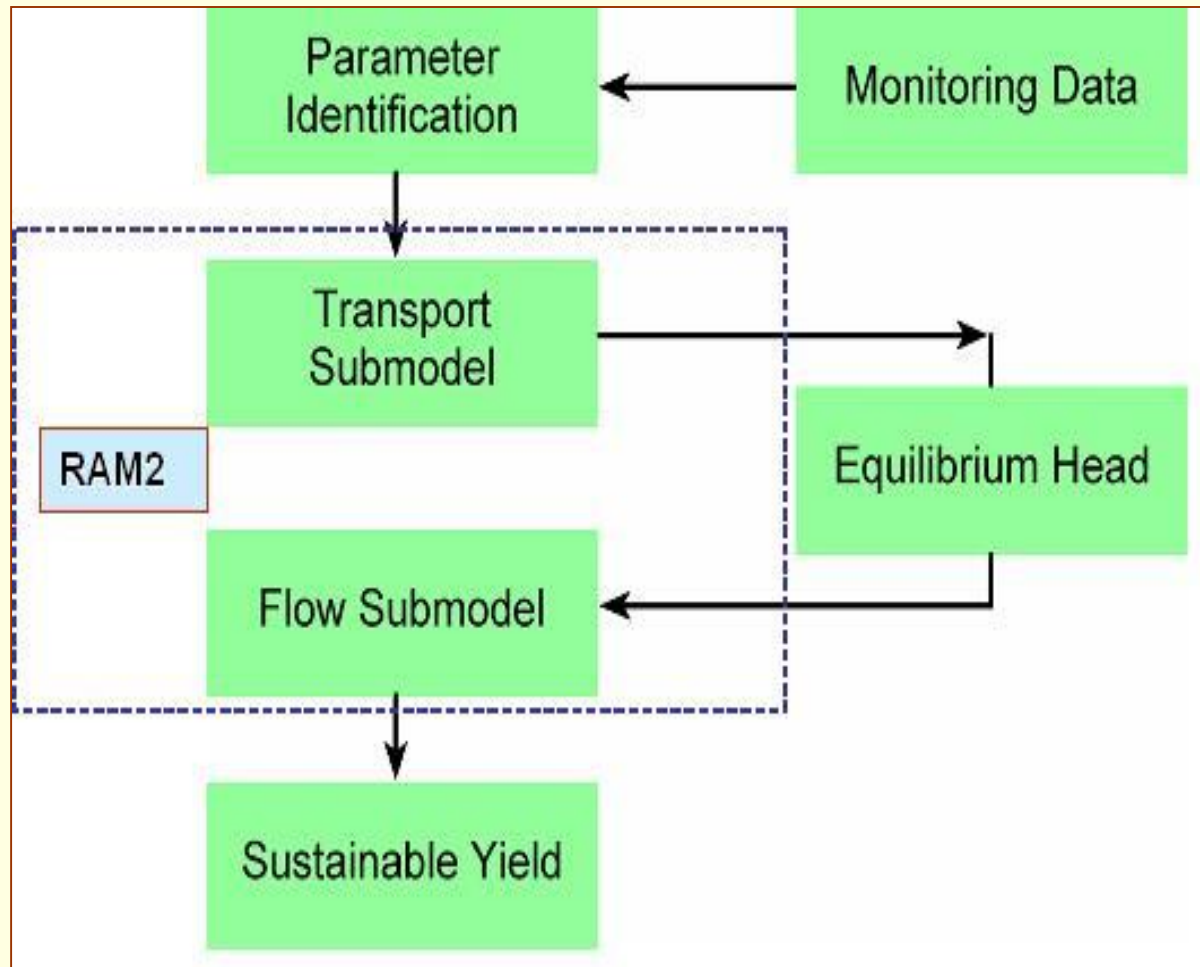 Parameter
Identification
Monitoring Data
Transport
Submodel
RAM2
Equilibrium Head
Flow Submodel
Sustainable Yield